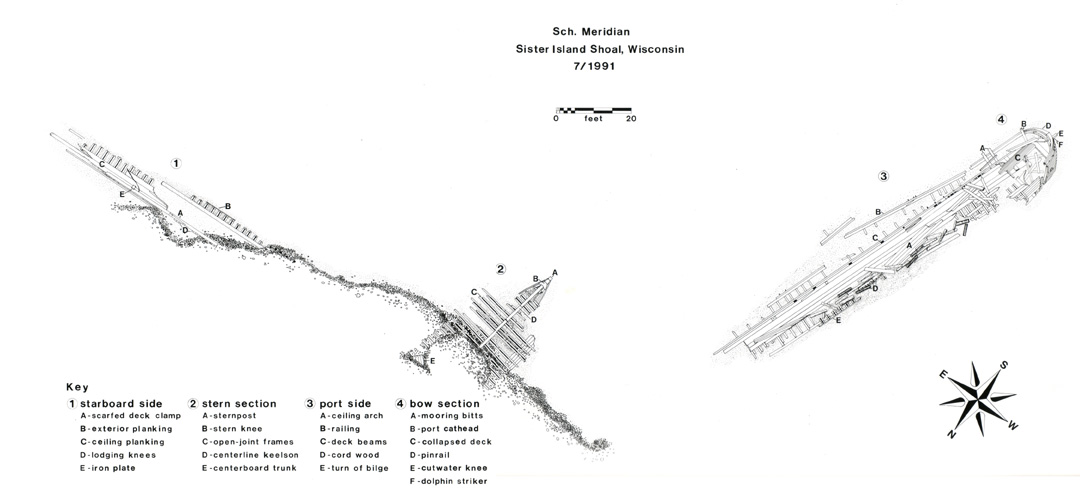 Sch. Meridian
Sister Island Shoal, Wisconsin
7/1991
0 feet 20
1
C
E
A
B
D
2
A
B
C
D
E
3
B
C
A
D
E
4
B
D
E
F
A
C
E
S
N
W
Key
1 starboard side
A-scarfed deck clamp
B-exterior planking
C-ceiling planking
D-lodging knees
E-iron plate
2 stern section
A-sternpost
B-stern knee
C-open-joint frames
D-centerline keelson
E-centerboard trunk
3 port side
A-ceiling arch
B-railing
C-deck beams
D-cord wood
E-turn of bilge
4 bow section
A-mooring bitts
B-port cathead
C-collapsed deck
D-pinrail
E-cutwater knee
F-dolphin striker